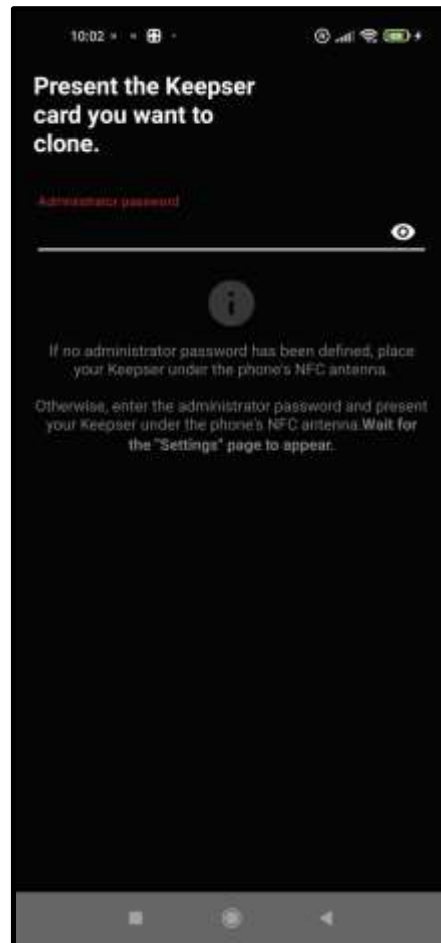 10:02
Present the Keepser
card you want to
clone.
Administrator password
If no administrator password has been defined, place
your Keepser under the phone's NFC antenna.
Otherwise, enter the administrator password and present
your Keepser under the phone's NFC antenna.Wait for
the "Settings" page to appear.